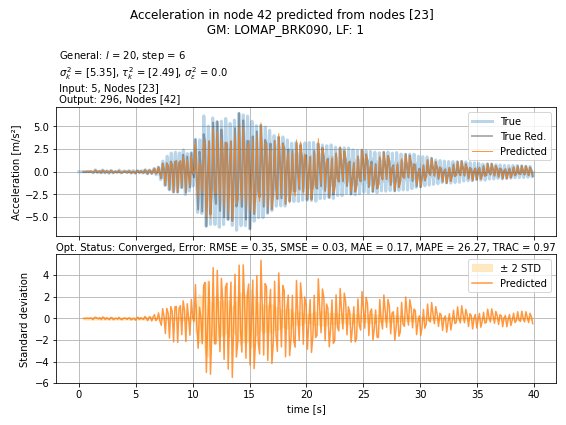 Acceleration in node 42 predicted from nodes [23]
GM: LOMAP_BRK090, LF: 1
General: l = 20, step = 6
σ²ₖ = [5.35], τ²ₖ = [2.49], σ²ε = 0.0
Input: 5, Nodes [23]
Output: 296, Nodes [42]
Acceleration [m/s²]
5.0
2.5
0.0
−2.5
−5.0
True
True Red.
Predicted
Opt. Status: Converged, Error: RMSE = 0.35, SMSE = 0.03, MAE = 0.17, MAPE = 26.27, TRAC = 0.97
Standard deviation
4
2
0
−2
−4
−6
± 2 STD
Predicted
0 5 10 15 20 25 30 35 40
time [s]